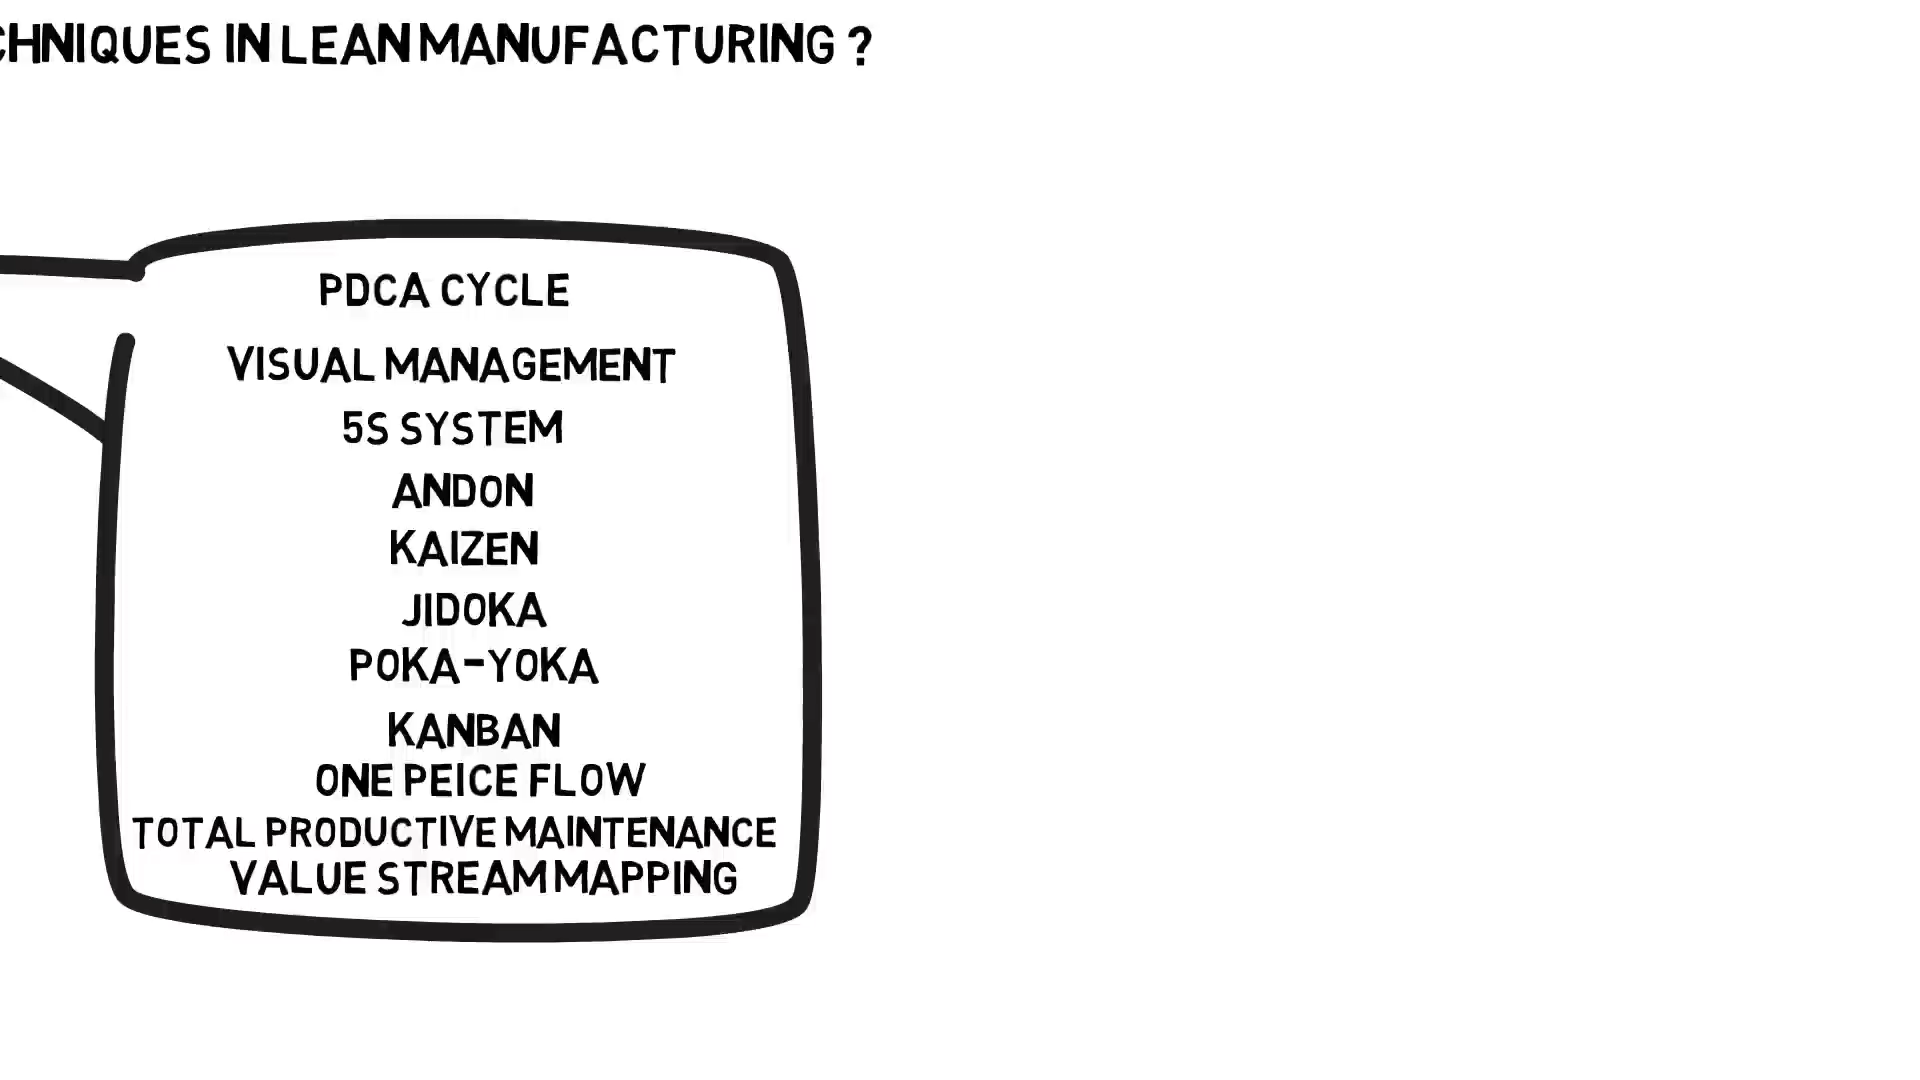 CHNIQUES IN LEAN MANUFACTURING ?
PDCA CYCLE
VISUAL MANAGEMENT
5S SYSTEM
ANDON
KAIZEN
JIDOKA
POKA-YOKA
KANBAN
ONE PEICE FLOW
TOTAL PRODUCTIVE MAINTENANCE
VALUE STREAM MAPPING